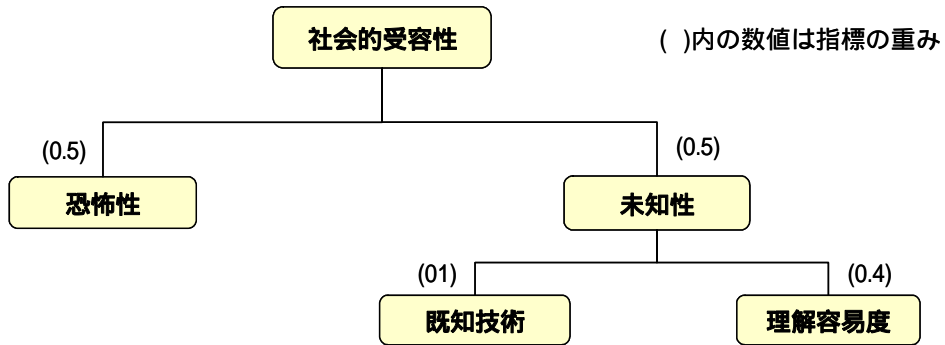 社会的受容性
( )内の数値は指標の重み
(0.5)
(0.5)
恐怖性
未知性
(01)
(0.4)
既知技術
理解容易度